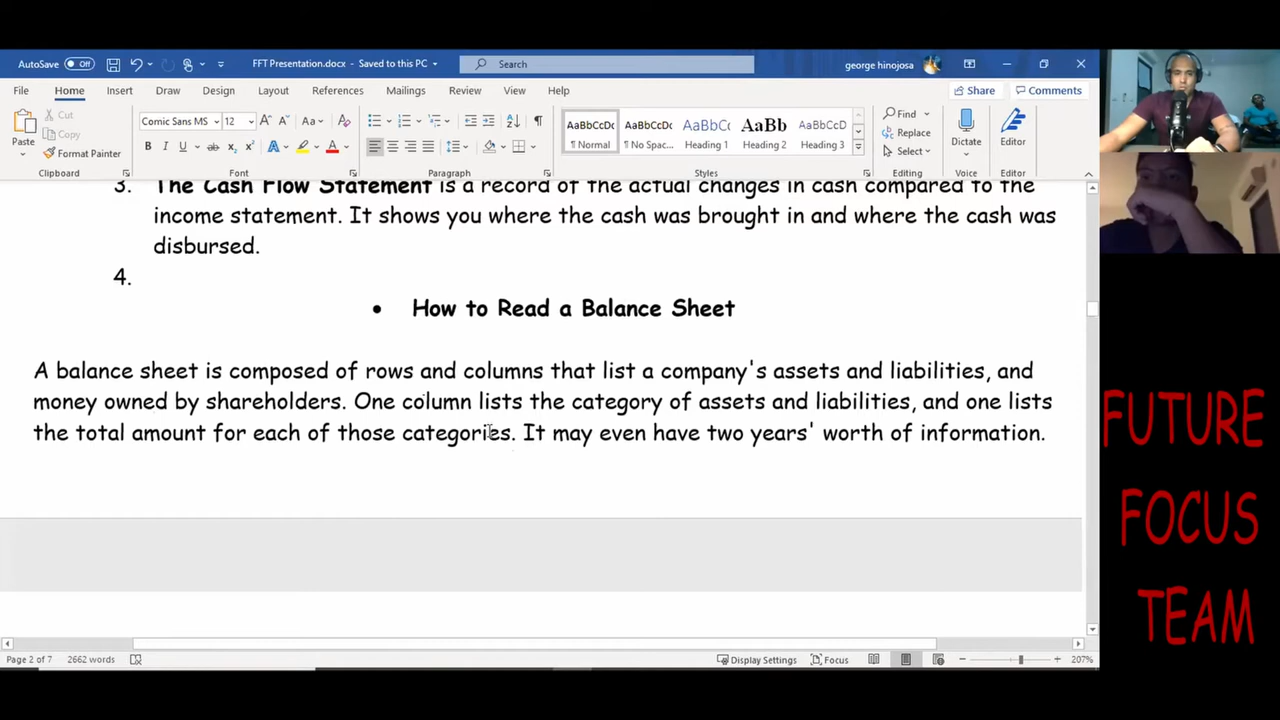 AutoSave Off FFT Presentation.docx - Saved to this PC Search george hinojosa
File Home Insert Draw Design Layout References Mailings Review View Help Share Comments
Paste Cut Copy Format Painter Clipboard
Comic Sans MS 12 Aa A
B I U ab x₂ x² A A Font
Paragraph
AaBbCcDc AaBbCcDc AaBbC AaBb AaBbCcD
¶ Normal ¶ No Spac... Heading 1 Heading 2 Heading 3
Styles
Find Replace Select Editing
Dictate Voice
Editor Editor
3. The Cash Flow Statement is a record of the actual changes in cash compared to the
income statement. It shows you where the cash was brought in and where the cash was
disbursed.
4.
• How to Read a Balance Sheet
A balance sheet is composed of rows and columns that list a company's assets and liabilities, and
money owned by shareholders. One column lists the category of assets and liabilities, and one lists
the total amount for each of those categories. It may even have two years' worth of information.
Page 2 of 7 2662 words Display Settings Focus 207%
FUTURE
FOCUS
TEAM